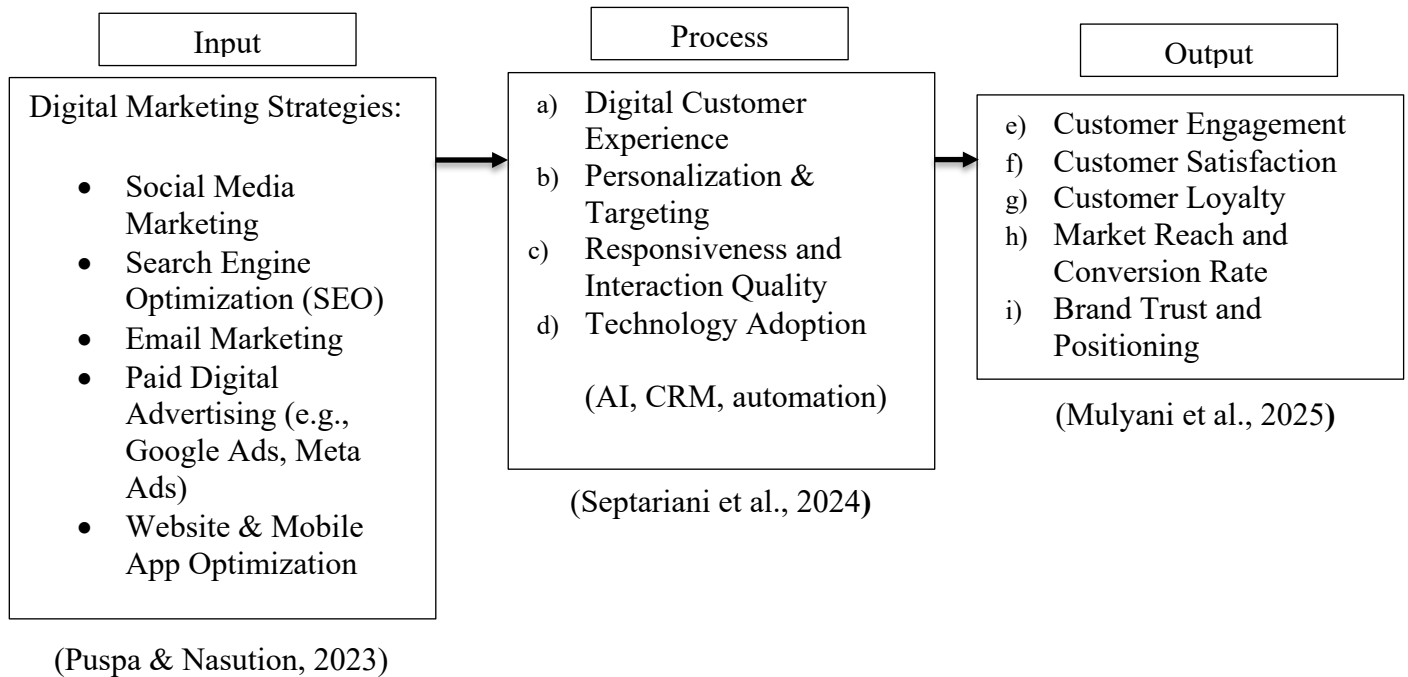 Input
Digital Marketing Strategies:
• Social Media
Marketing
• Search Engine
Optimization (SEO)
• Email Marketing
• Paid Digital
Advertising (e.g.,
Google Ads, Meta
Ads)
• Website & Mobile
App Optimization
(Puspa & Nasution, 2023)
Process
a) Digital Customer
Experience
b) Personalization &
Targeting
c) Responsiveness and
Interaction Quality
d) Technology Adoption
(AI, CRM, automation)
(Septariani et al., 2024)
Output
e) Customer Engagement
f) Customer Satisfaction
g) Customer Loyalty
h) Market Reach and
Conversion Rate
i) Brand Trust and
Positioning
(Mulyani et al., 2025)